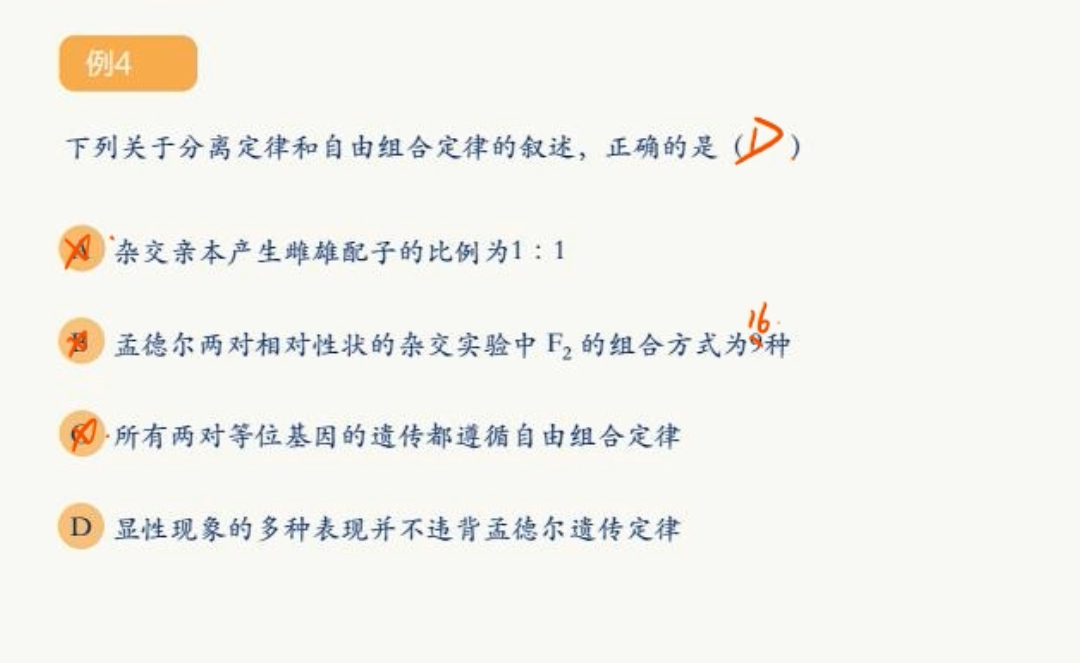 例4
下列关于分离定律和自由组合定律的叙述，正确的是（D）
A 杂交亲本产生雌雄配子的比例为1：1
16
B 孟德尔两对相对性状的杂交实验中 F₂ 的组合方式为9种
C 所有两对等位基因的遗传都遵循自由组合定律
D 显性现象的多种表现并不违背孟德尔遗传定律